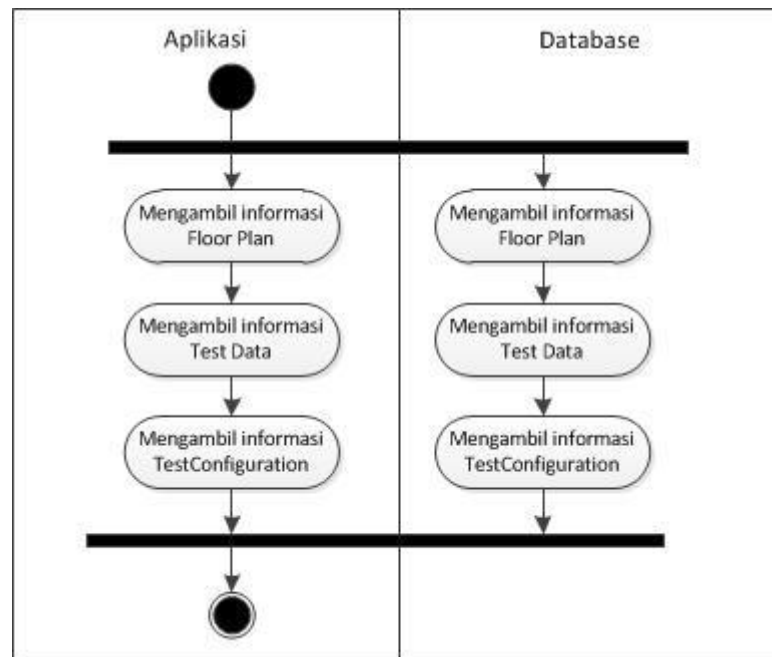 Aplikasi
Database
Mengambil informasi
Floor Plan
Mengambil informasi
Floor Plan
Mengambil informasi
Test Data
Mengambil informasi
Test Data
Mengambil informasi
TestConfiguration
Mengambil informasi
TestConfiguration